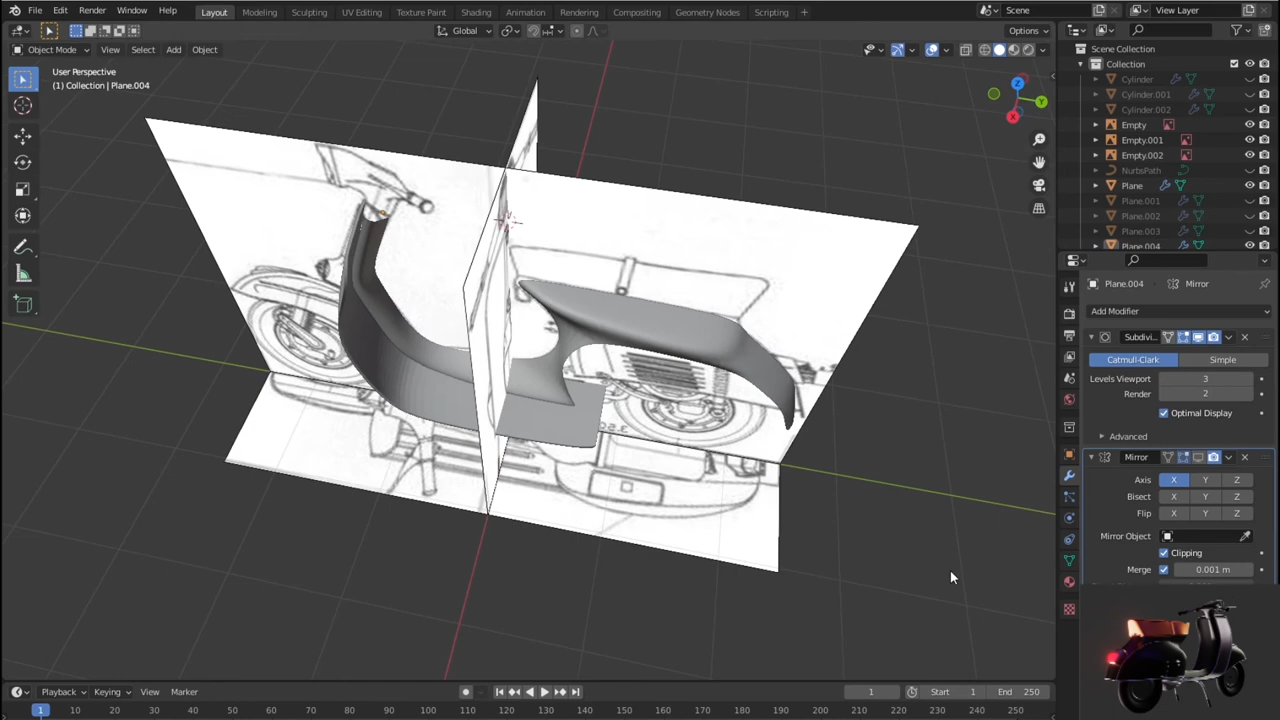 File Edit Render Window Help Layout Modeling Sculpting UV Editing Texture Paint Shading Animation Rendering Compositing Geometry Nodes Scripting + Scene View Layer
Global Options
Object Mode View Select Add Object
User Perspective
(1) Collection | Plane.004
Z
Y
X
Scene Collection
Collection
Cylinder
Cylinder.001
Cylinder.002
Empty
Empty.001
Empty.002
NurbsPath
Plane
Plane.001
Plane.002
Plane.003
Plane.004
Plane.004 Mirror
Add Modifier
Subdivi
Catmull-Clark Simple
Levels Viewport 3
Render 2
Optimal Display
Advanced
Mirror
Axis X Y Z
Bisect X Y Z
Flip X Y Z
Mirror Object
Clipping
Merge 0.001 m
Playback Keying View Marker 1 Start 1 End 250
1 10 20 30 40 50 60 70 80 90 100 110 120 130 140 150 160 170 180 190 200 210 220 230 240 250